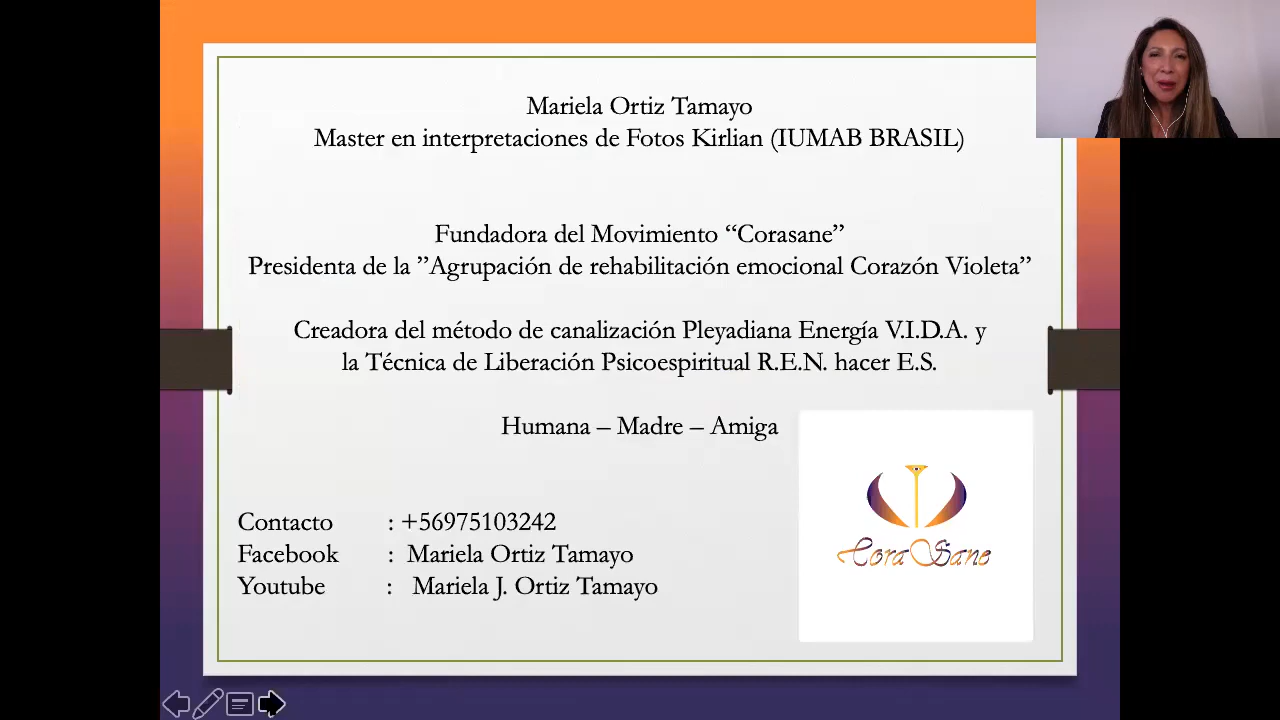 Mariela Ortiz Tamayo
Master en interpretaciones de Fotos Kirlian (IUMAB BRASIL)
Fundadora del Movimiento “Corasane”
Presidenta de la ”Agrupación de rehabilitación emocional Corazón Violeta”
Creadora del método de canalización Pleyadiana Energía V.I.D.A. y
la Técnica de Liberación Psicoespiritual R.E.N. hacer E.S.
Humana – Madre – Amiga
Contacto : +56975103242
Facebook : Mariela Ortiz Tamayo
Youtube : Mariela J. Ortiz Tamayo
CoraSane